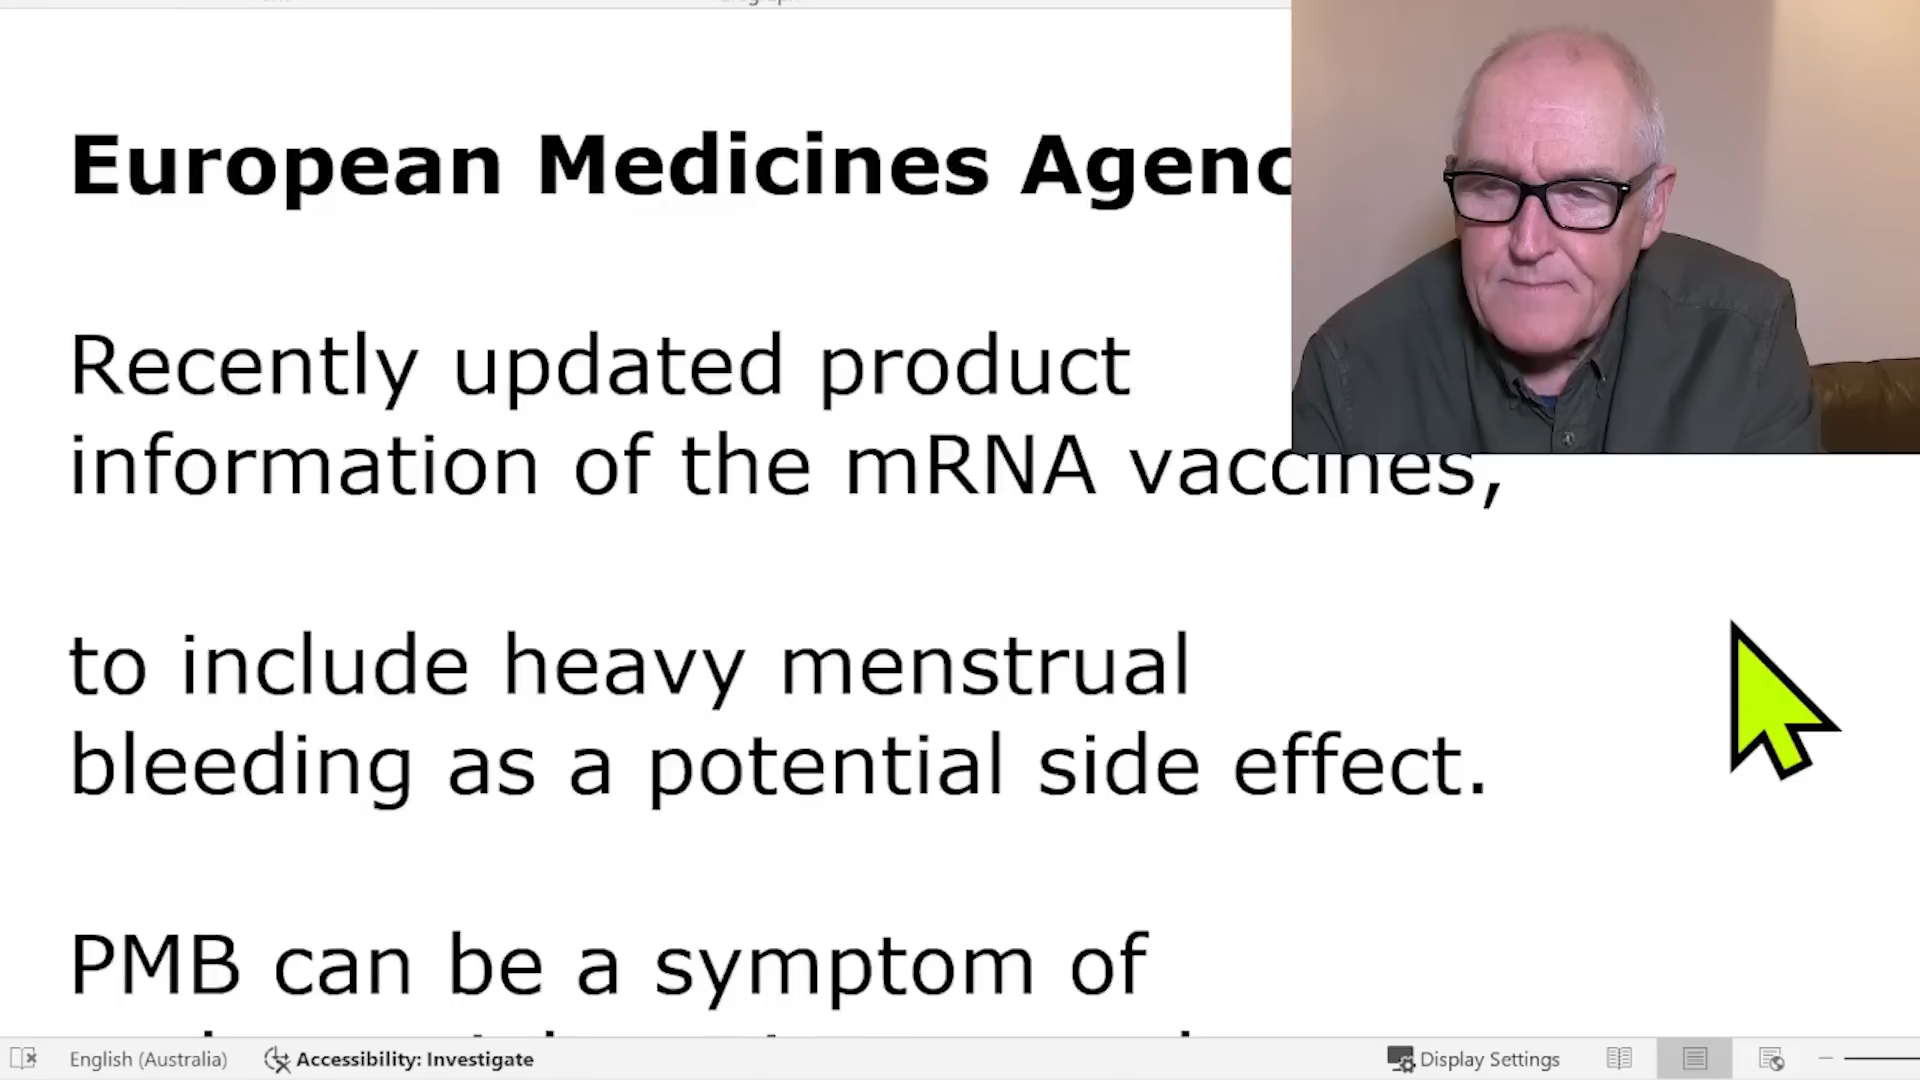 European Medicines Agenc
Recently updated product
information of the mRNA vaccines,
to include heavy menstrual
bleeding as a potential side effect.
PMB can be a symptom of
English (Australia)
Accessibility: Investigate
Display Settings